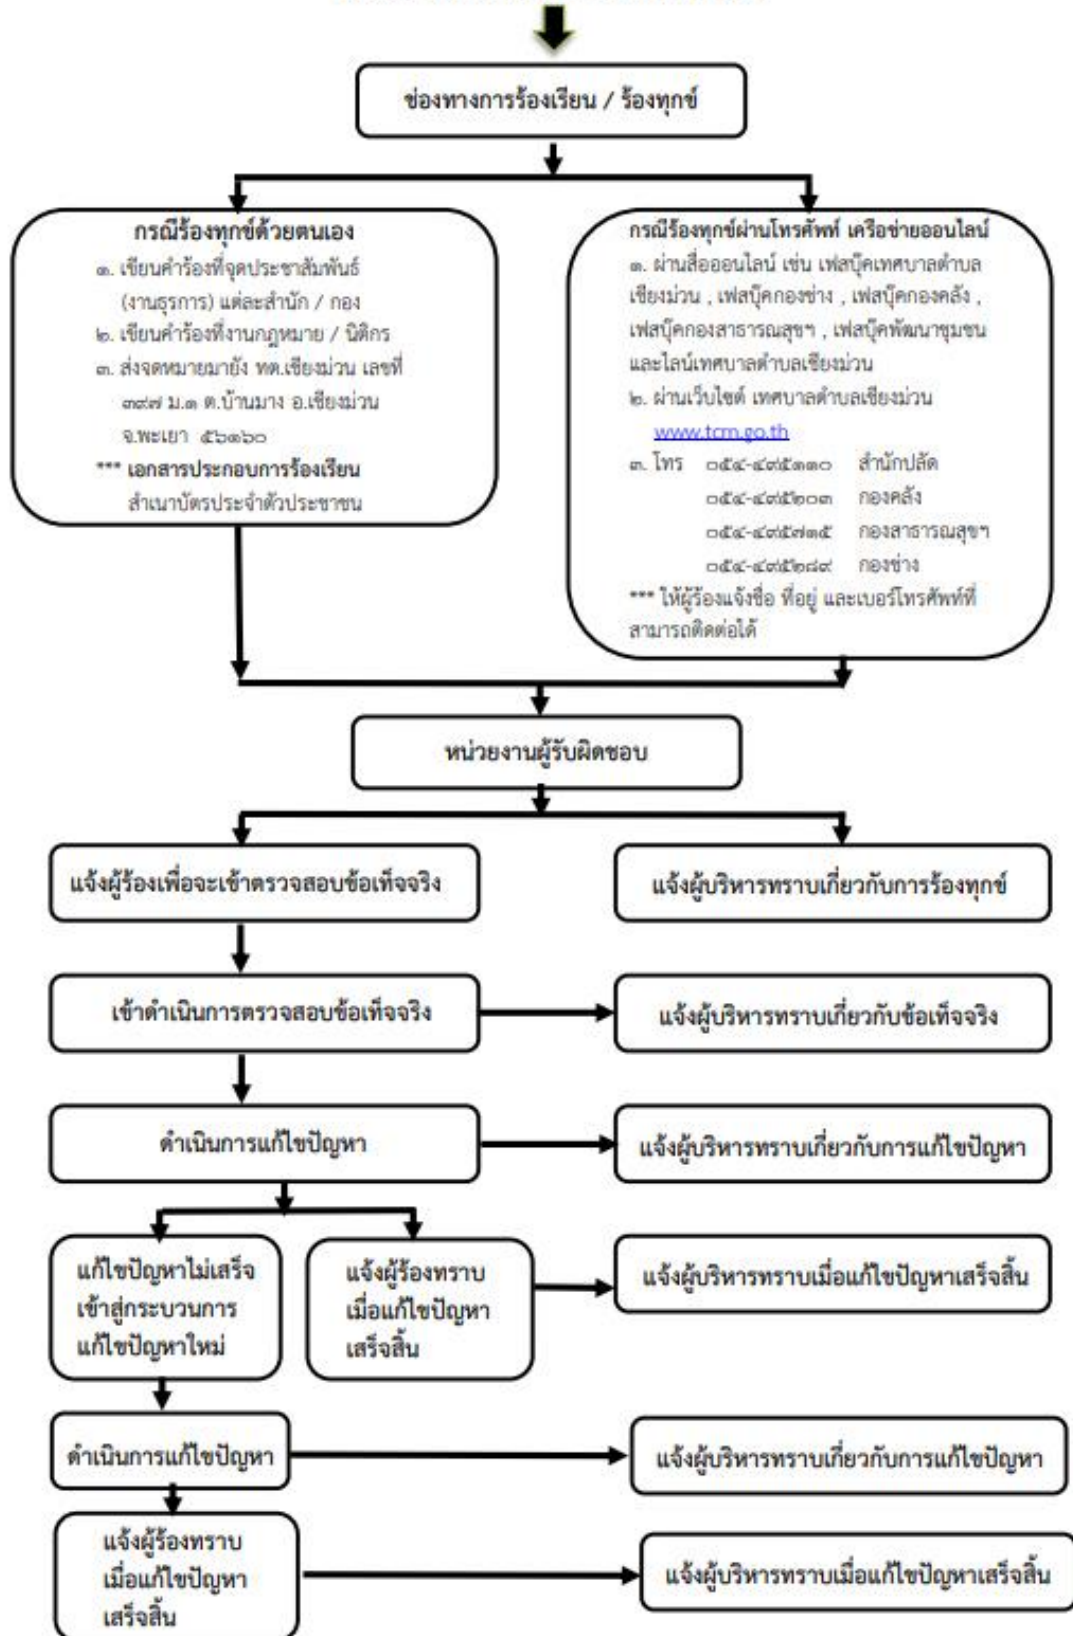 ช่องทางการร้องเรียน / ร้องทุกข์
กรณีร้องทุกข์ด้วยตนเอง
๑. เขียนคำร้องที่จุดประชาสัมพันธ์
(งานธุรการ) แต่ละสำนัก / กอง
๒. เขียนคำร้องที่งานกฎหมาย / นิติกร
๓. ส่งจดหมายมายัง ทต.เชียงม่วน เลขที่
๓๙๗ ม.๑ ต.บ้านมาง อ.เชียงม่วน
จ.พะเยา ๕๖๑๖๐
*** เอกสารประกอบการร้องเรียน
สำเนาบัตรประจำตัวประชาชน
กรณีร้องทุกข์ผ่านโทรศัพท์ เครือข่ายออนไลน์
๑. ผ่านสื่อออนไลน์ เช่น เฟสบุ๊คเทศบาลตำบล
เชียงม่วน , เฟสบุ๊คกองช่าง , เฟสบุ๊คกองคลัง ,
เฟสบุ๊คกองสาธารณสุขฯ , เฟสบุ๊คพัฒนาชุมชน
และไลน์เทศบาลตำบลเชียงม่วน
๒. ผ่านเว็บไซต์ เทศบาลตำบลเชียงม่วน
www.tcm.go.th
๓. โทร ๐๕๔-๔๙๕๑๑๐ สำนักปลัด
๐๕๔-๔๙๕๒๐๓ กองคลัง
๐๕๔-๔๙๕๗๑๕ กองสาธารณสุขฯ
๐๕๔-๔๙๕๒๘๙ กองช่าง
*** ให้ผู้ร้องแจ้งชื่อ ที่อยู่ และเบอร์โทรศัพท์ที่
สามารถติดต่อได้
หน่วยงานผู้รับผิดชอบ
แจ้งผู้ร้องเพื่อจะเข้าตรวจสอบข้อเท็จจริง
แจ้งผู้บริหารทราบเกี่ยวกับการร้องทุกข์
เข้าดำเนินการตรวจสอบข้อเท็จจริง
แจ้งผู้บริหารทราบเกี่ยวกับข้อเท็จจริง
ดำเนินการแก้ไขปัญหา
แจ้งผู้บริหารทราบเกี่ยวกับการแก้ไขปัญหา
แก้ไขปัญหาไม่เสร็จ
เข้าสู่กระบวนการ
แก้ไขปัญหาใหม่
แจ้งผู้ร้องทราบ
เมื่อแก้ไขปัญหา
เสร็จสิ้น
แจ้งผู้บริหารทราบเมื่อแก้ไขปัญหาเสร็จสิ้น
ดำเนินการแก้ไขปัญหา
แจ้งผู้บริหารทราบเกี่ยวกับการแก้ไขปัญหา
แจ้งผู้ร้องทราบ
เมื่อแก้ไขปัญหา
เสร็จสิ้น
แจ้งผู้บริหารทราบเมื่อแก้ไขปัญหาเสร็จสิ้น